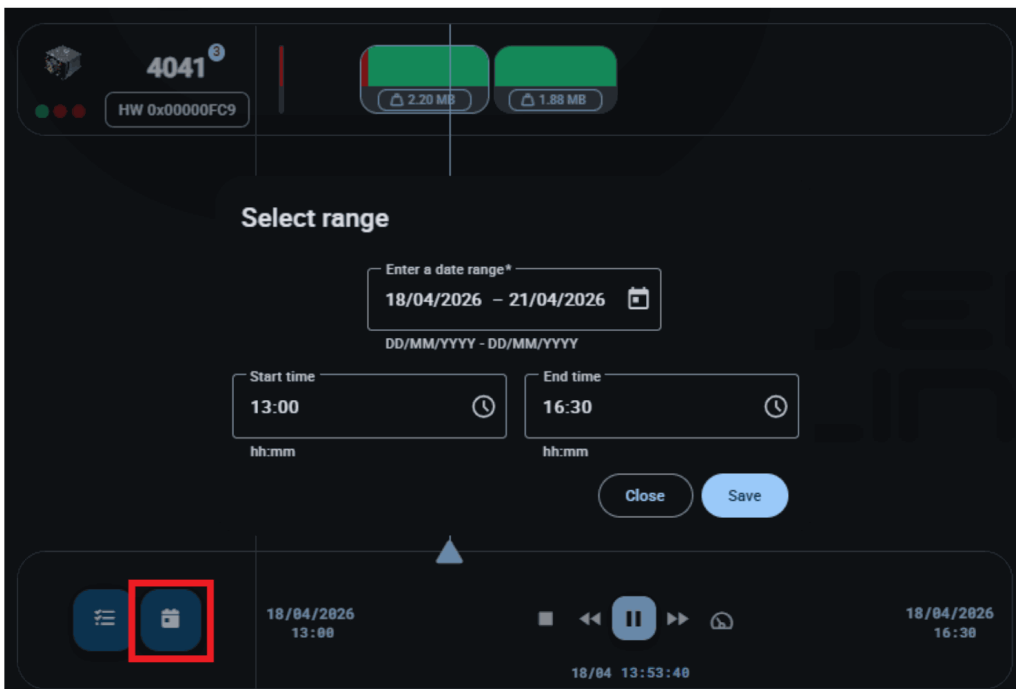 4041 3
HW 0x00000FC9
2.20 MB
1.88 MB
Select range
Enter a date range*
18/04/2026 – 21/04/2026
DD/MM/YYYY - DD/MM/YYYY
Start time
13:00
hh:mm
End time
16:30
hh:mm
Close
Save
18/04/2026
13:00
18/04 13:53:40
18/04/2026
16:30